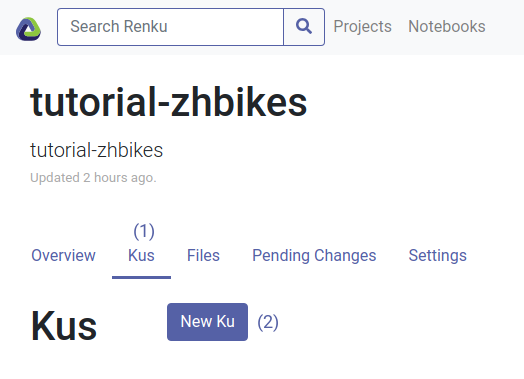 Search Renku Projects Notebooks
tutorial-zhbikes
tutorial-zhbikes
Updated 2 hours ago.
(1)
Overview Kus Files Pending Changes Settings
Kus New Ku (2)